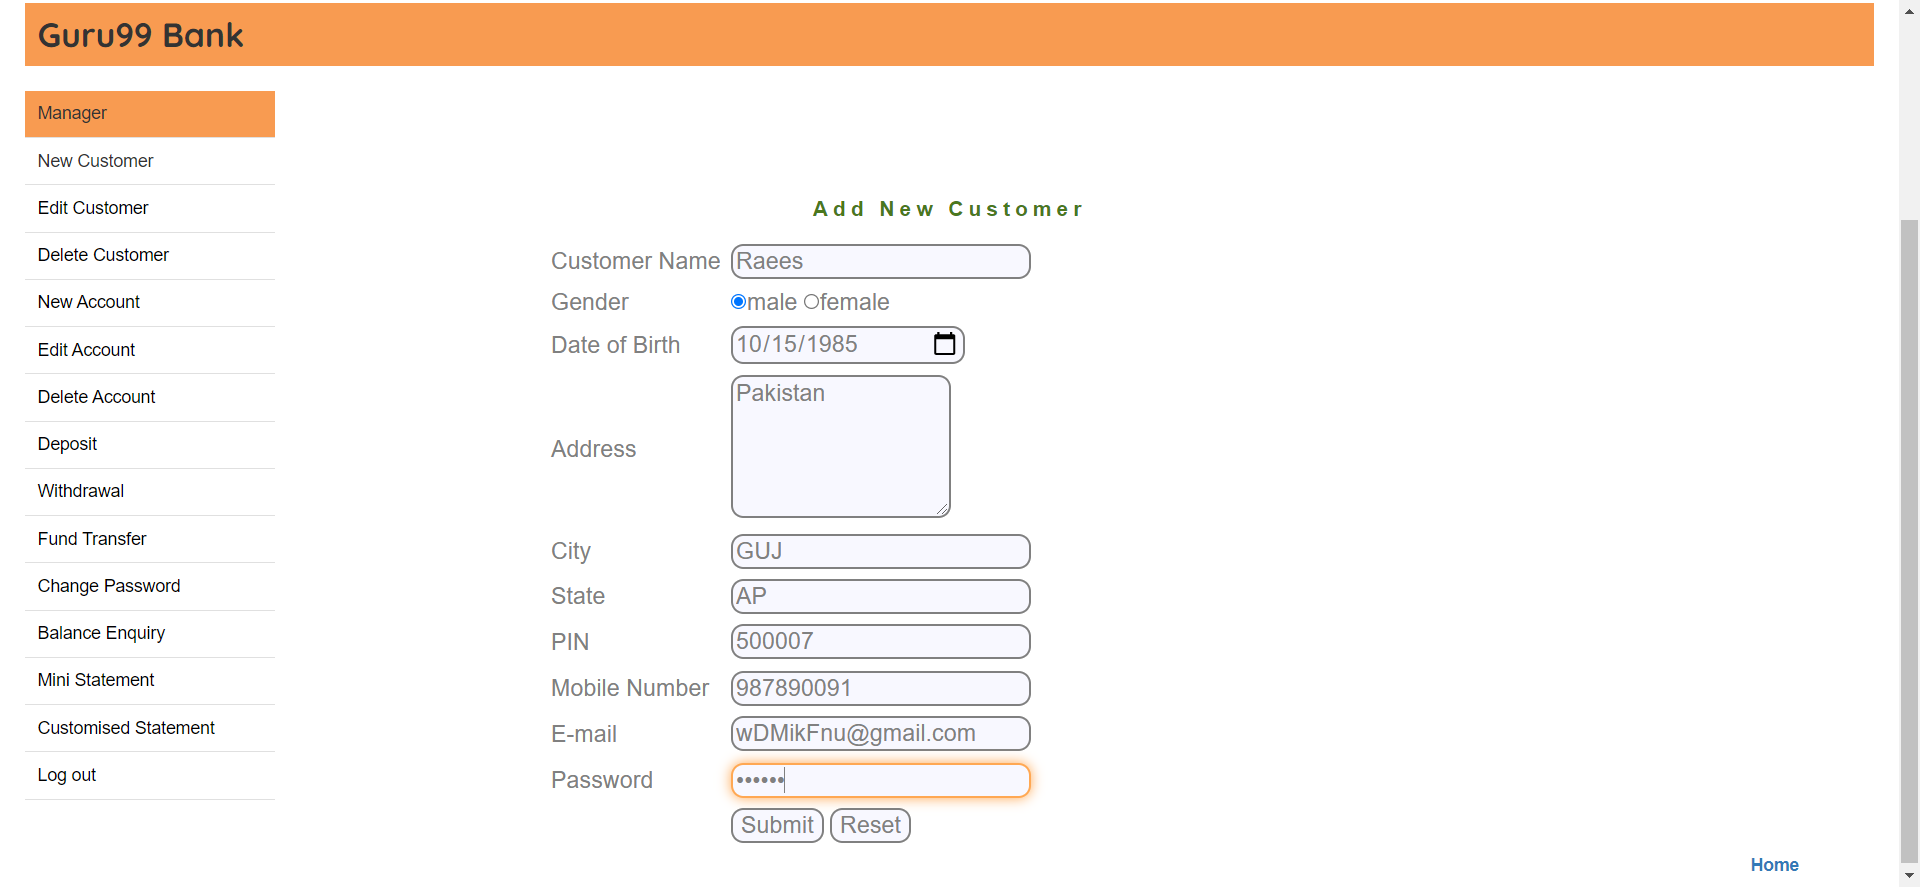 Guru99 Bank
Manager
New Customer
Edit Customer
Delete Customer
New Account
Edit Account
Delete Account
Deposit
Withdrawal
Fund Transfer
Change Password
Balance Enquiry
Mini Statement
Customised Statement
Log out
Add New Customer
Customer Name Raees
Gender male female
Date of Birth 10/15/1985
Address Pakistan
City GUJ
State AP
PIN 500007
Mobile Number 987890091
E-mail wDMikFnu@gmail.com
Password ••••••
Submit Reset
Home